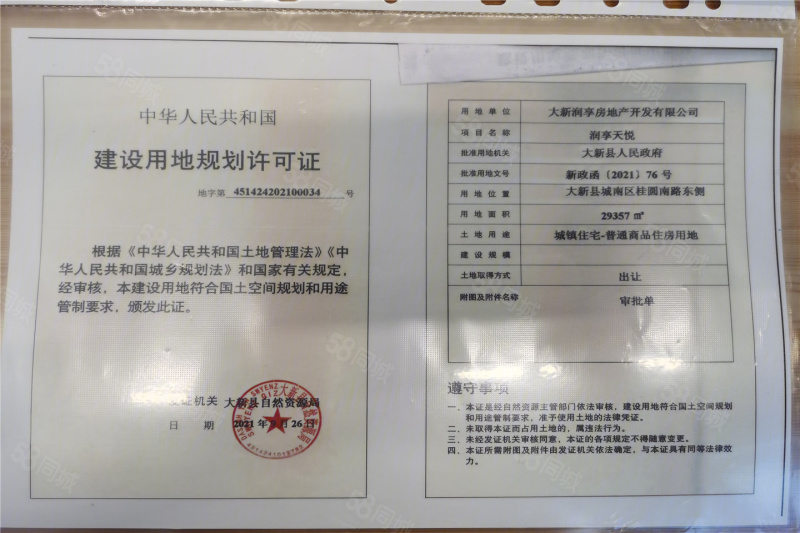 中华人民共和国
建设用地规划许可证
地字第 451424202100034 号
根据《中华人民共和国土地管理法》《中
华人民共和国城乡规划法》和国家有关规定，
经审核，本建设用地符合国土空间规划和用途
管制要求，颁发此证。
发证机关 大新县自然资源局
日 期
用地单位 大新润享房地产开发有限公司
项目名称 润享天悦
批准用地机关 大新县人民政府
批准用地文号 新政函〔2021〕76 号
用地位置 大新县城南区桂圆南路东侧
用地面积 29357 ㎡
土地用途 城镇住宅-普通商品住房用地
建设规模
土地取得方式 出让
附图及附件名称 审批单
遵守事项
一、本证是经自然资源主管部门依法审核，建设用地符合国土空间规划
和用途管制要求，准予使用土地的法律凭证。
二、未取得本证而占用土地的，属违法行为。
三、未经发证机关审核同意，本证的各项规定不得随意变更。
四、本证所需附图及附件由发证机关依法确定，与本证具有同等法律效
力。
58同城